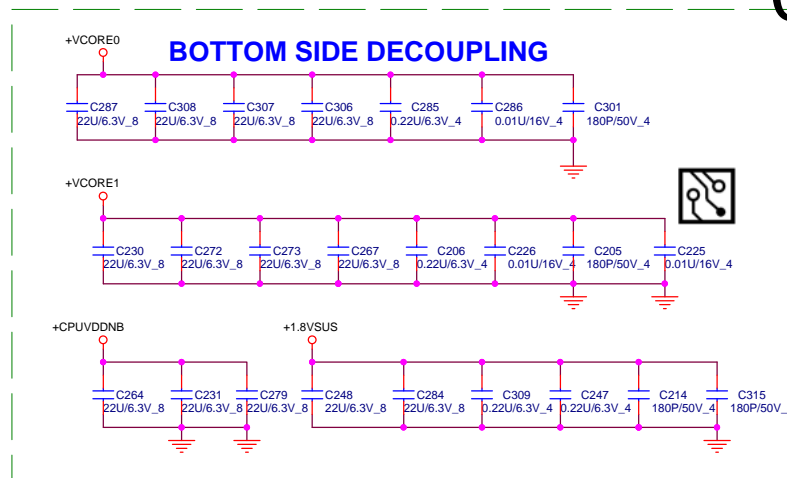 +VCORE0
BOTTOM SIDE DECOUPLING
C287 C308 C307 C306 C285 C286 C301
22U/6.3V_8 22U/6.3V_8 22U/6.3V_8 22U/6.3V_8 0.22U/6.3V_4 0.01U/16V_4 180P/50V_4
+VCORE1
C230 C272 C273 C267 C206 C226 C205 C225
22U/6.3V_8 22U/6.3V_8 22U/6.3V_8 22U/6.3V_8 0.22U/6.3V_4 0.01U/16V_4 180P/50V_4 0.01U/16V_4
+CPUVDDNB +1.8VSUS
C264 C231 C279 C248 C284 C309 C247 C214 C315
22U/6.3V_8 22U/6.3V_8 22U/6.3V_8 22U/6.3V_8 22U/6.3V_8 0.22U/6.3V_4 0.22U/6.3V_4 180P/50V_4 180P/50V_